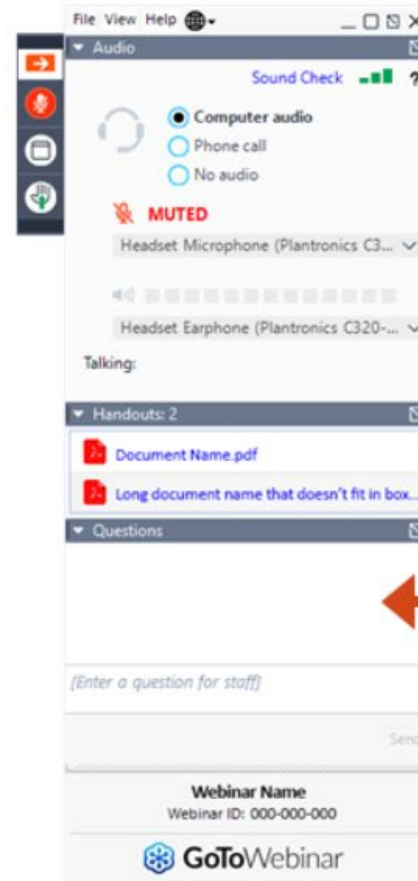 File View Help
Audio
Sound Check ?
Computer audio
Phone call
No audio
MUTED
Headset Microphone (Plantronics C3...
Headset Earphone (Plantronics C320-...
Talking:
Handouts: 2
Document Name.pdf
Long document name that doesn't fit in box...
Questions
[Enter a question for staff]
Send
Webinar Name
Webinar ID: 000-000-000
GoToWebinar